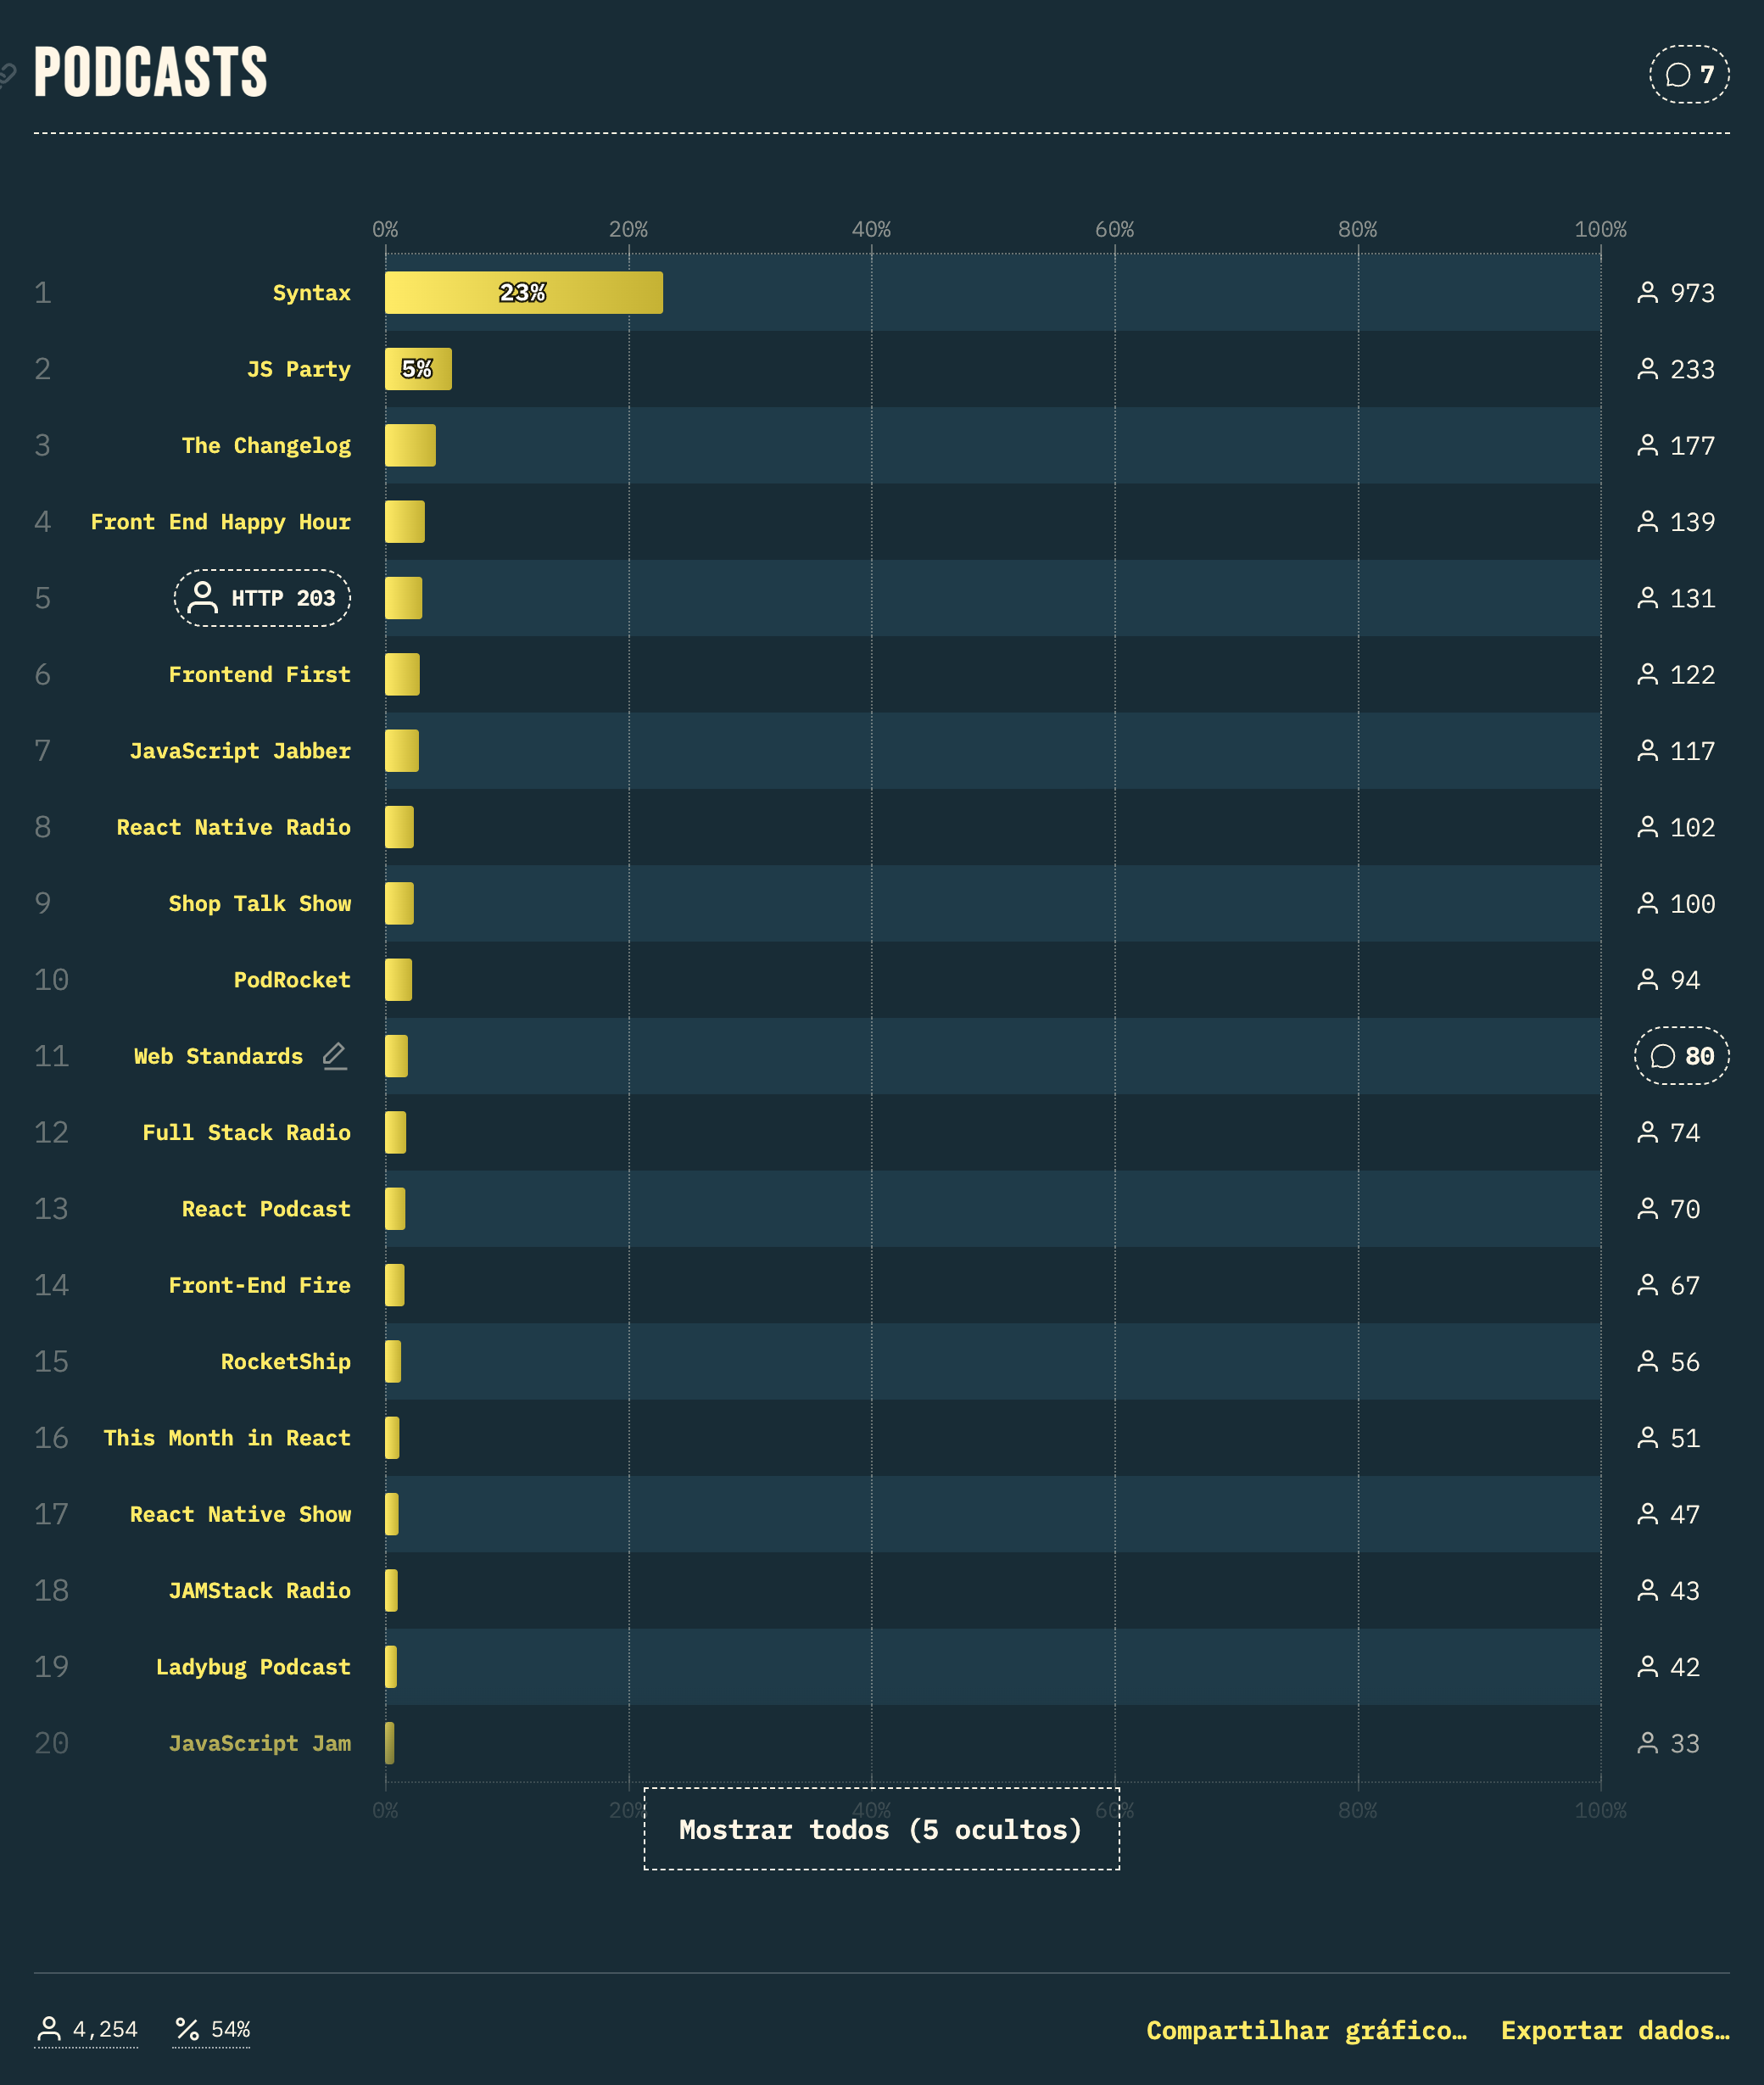 PODCASTS
7
0% 20% 40% 60% 80% 100%
1 Syntax 23% 973
2 JS Party 5% 233
3 The Changelog 177
4 Front End Happy Hour 139
5 HTTP 203 131
6 Frontend First 122
7 JavaScript Jabber 117
8 React Native Radio 102
9 Shop Talk Show 100
10 PodRocket 94
11 Web Standards 80
12 Full Stack Radio 74
13 React Podcast 70
14 Front-End Fire 67
15 RocketShip 56
16 This Month in React 51
17 React Native Show 47
18 JAMStack Radio 43
19 Ladybug Podcast 42
20 JavaScript Jam 33
0% 20% 40% 60% 80% 100%
Mostrar todos (5 ocultos)
4,254 54% Compartilhar gráfico… Exportar dados…